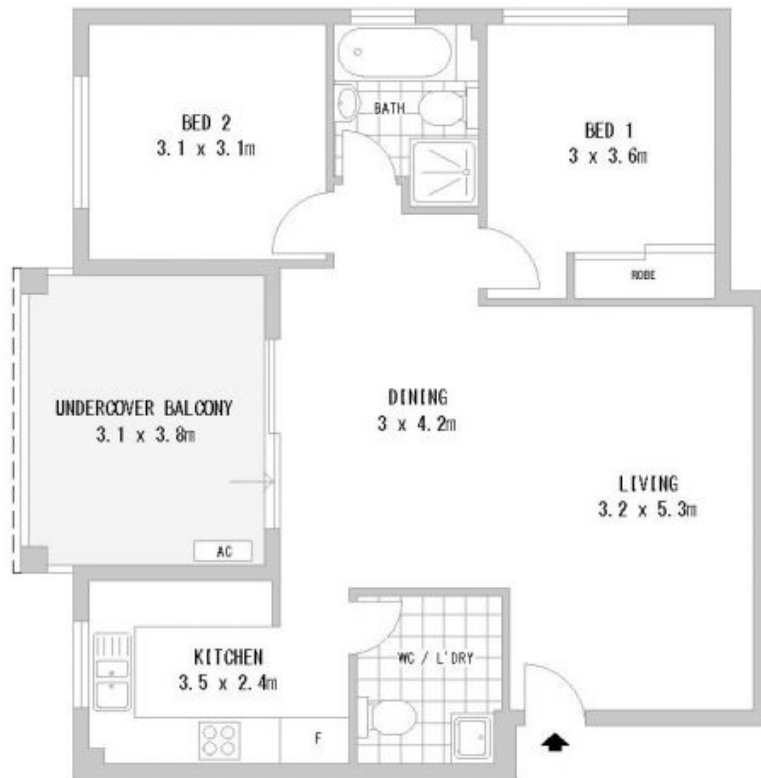 BED 2
3.1 x 3.1m
BATH
BED 1
3 x 3.6m
ROBE
UNDERCOVER BALCONY
3.1 x 3.8m
DINING
3 x 4.2m
LIVING
3.2 x 5.3m
AC
KITCHEN
3.5 x 2.4m
WC / L'DRY
F